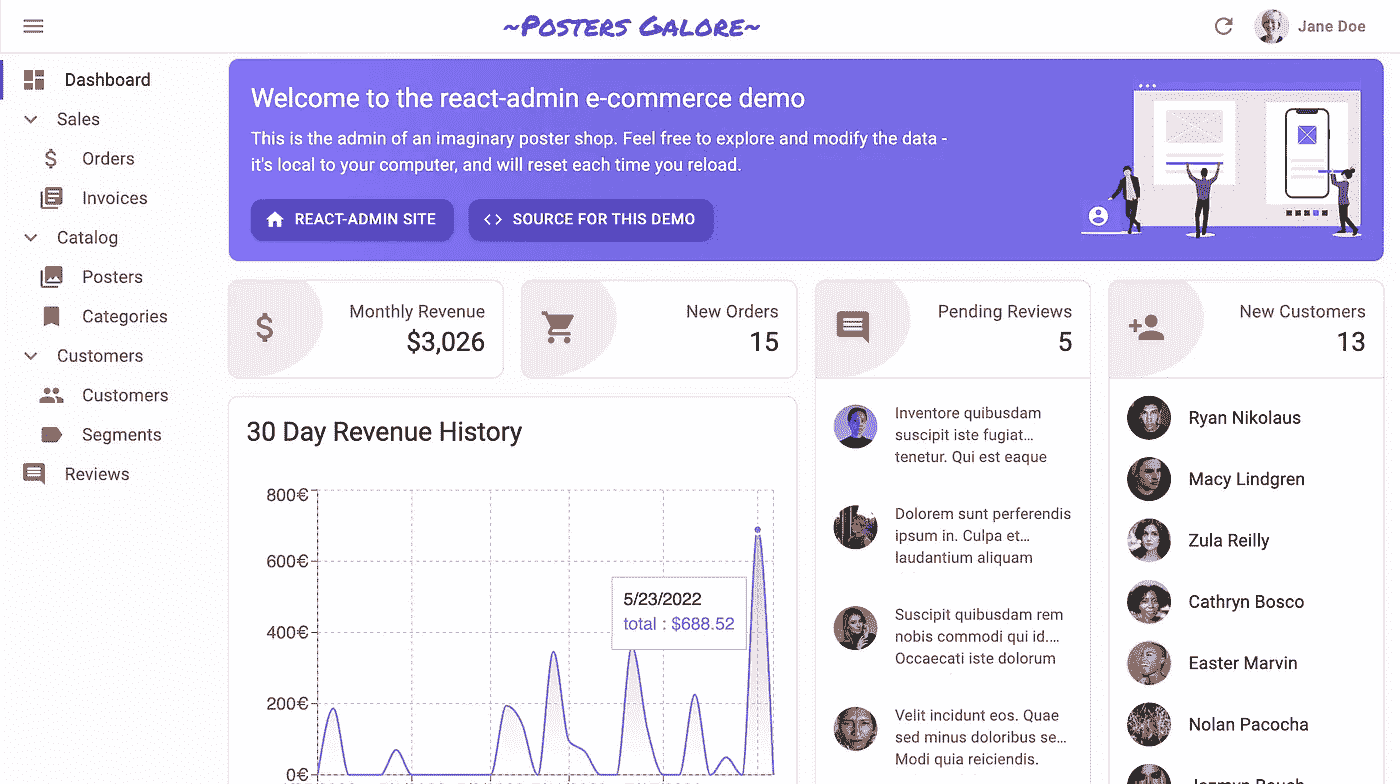 ~Posters Galore~
Jane Doe
Dashboard
Sales
Orders
Invoices
Catalog
Posters
Categories
Customers
Customers
Segments
Reviews
Welcome to the react-admin e-commerce demo
This is the admin of an imaginary poster shop. Feel free to explore and modify the data -
it's local to your computer, and will reset each time you reload.
REACT-ADMIN SITE
SOURCE FOR THIS DEMO
Monthly Revenue
$3,026
New Orders
15
Pending Reviews
5
New Customers
13
30 Day Revenue History
800€
600€
400€
200€
0€
5/23/2022
total : $688.52
Inventore quibusdam
suscipit iste fugiat...
tenetur. Qui est eaque
Dolorem sunt perferendis
ipsum in. Culpa et...
laudantium aliquam
Suscipit quibusdam rem
nobis commodi qui id....
Occaecati iste dolorum
Velit incidunt eos. Quae
sed minus doloribus se...
Modi quia reiciendis.
Ryan Nikolaus
Macy Lindgren
Zula Reilly
Cathryn Bosco
Easter Marvin
Nolan Pacocha